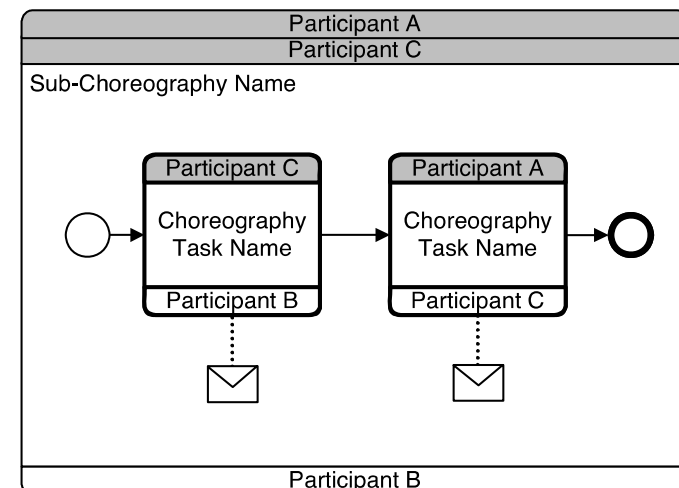 Participant A
Participant C
Sub-Choreography Name
Participant C
Choreography
Task Name
Participant B
Participant A
Choreography
Task Name
Participant C
Participant B